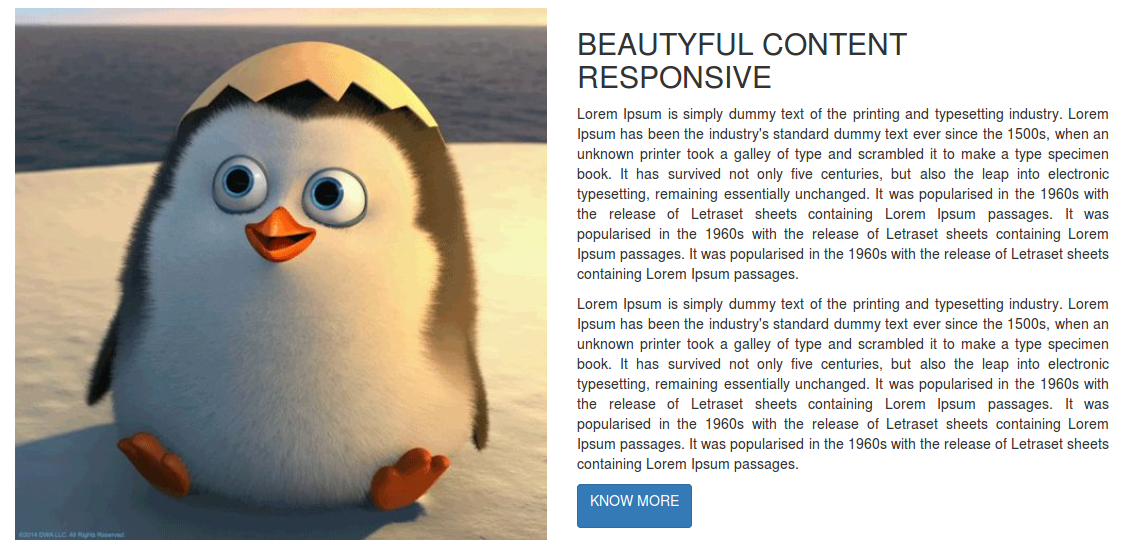 BEAUTYFUL CONTENT
RESPONSIVE
Lorem Ipsum is simply dummy text of the printing and typesetting industry. Lorem
Ipsum has been the industry's standard dummy text ever since the 1500s, when an
unknown printer took a galley of type and scrambled it to make a type specimen
book. It has survived not only five centuries, but also the leap into electronic
typesetting, remaining essentially unchanged. It was popularised in the 1960s with
the release of Letraset sheets containing Lorem Ipsum passages. It was
popularised in the 1960s with the release of Letraset sheets containing Lorem
Ipsum passages. It was popularised in the 1960s with the release of Letraset sheets
containing Lorem Ipsum passages.
Lorem Ipsum is simply dummy text of the printing and typesetting industry. Lorem
Ipsum has been the industry's standard dummy text ever since the 1500s, when an
unknown printer took a galley of type and scrambled it to make a type specimen
book. It has survived not only five centuries, but also the leap into electronic
typesetting, remaining essentially unchanged. It was popularised in the 1960s with
the release of Letraset sheets containing Lorem Ipsum passages. It was
popularised in the 1960s with the release of Letraset sheets containing Lorem
Ipsum passages. It was popularised in the 1960s with the release of Letraset sheets
containing Lorem Ipsum passages.
KNOW MORE
©2014 DWA LLC. All Rights Reserved.